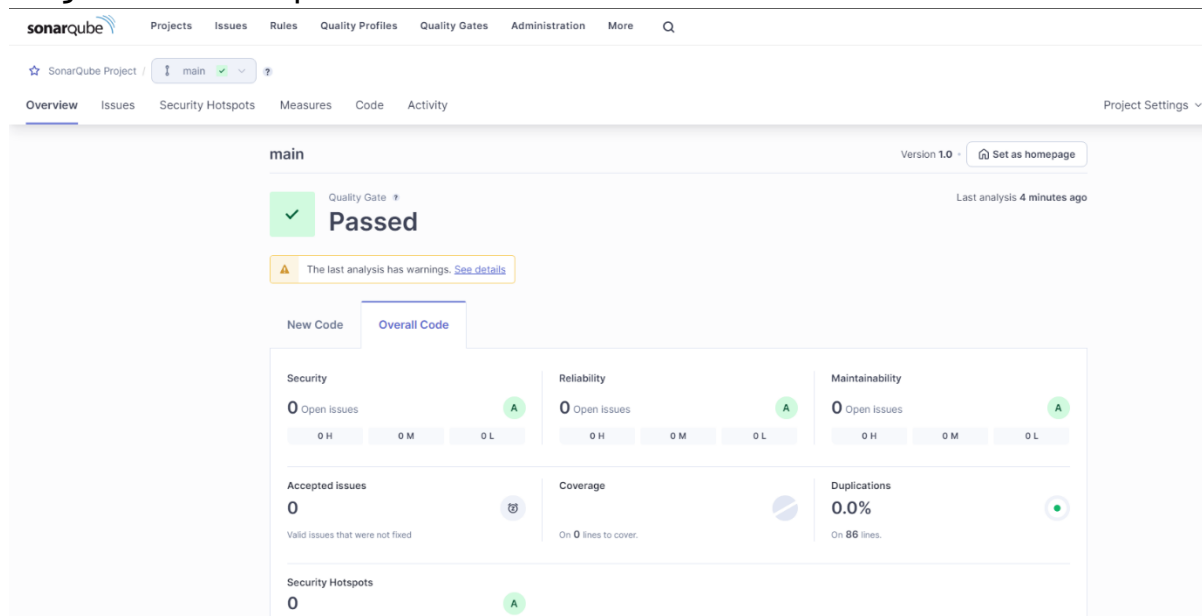 sonarqube Projects Issues Rules Quality Profiles Quality Gates Administration More
SonarQube Project / main ?
Overview Issues Security Hotspots Measures Code Activity Project Settings
main Version 1.0 • Set as homepage
Quality Gate ? Last analysis 4 minutes ago
Passed
The last analysis has warnings. See details
New Code Overall Code
Security Reliability Maintainability
0 Open issues A 0 Open issues A 0 Open issues A
0 H 0 M 0 L 0 H 0 M 0 L 0 H 0 M 0 L
Accepted issues Coverage Duplications
0 0.0%
Valid issues that were not fixed On 0 lines to cover. On 86 lines.
Security Hotspots
0 A